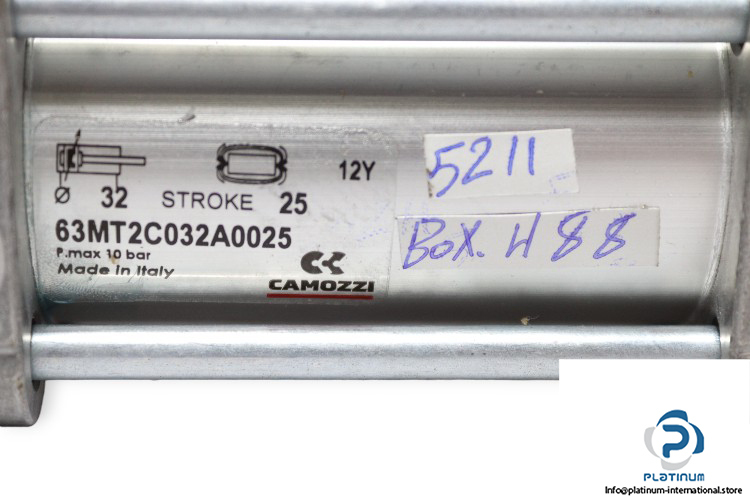 12Y
Ø 32 STROKE 25
63MT2C032A0025
P.max 10 bar
Made in Italy
CAMOZZI
5211
BOX. H 88
PLATINUM
Info@platinum-international.store